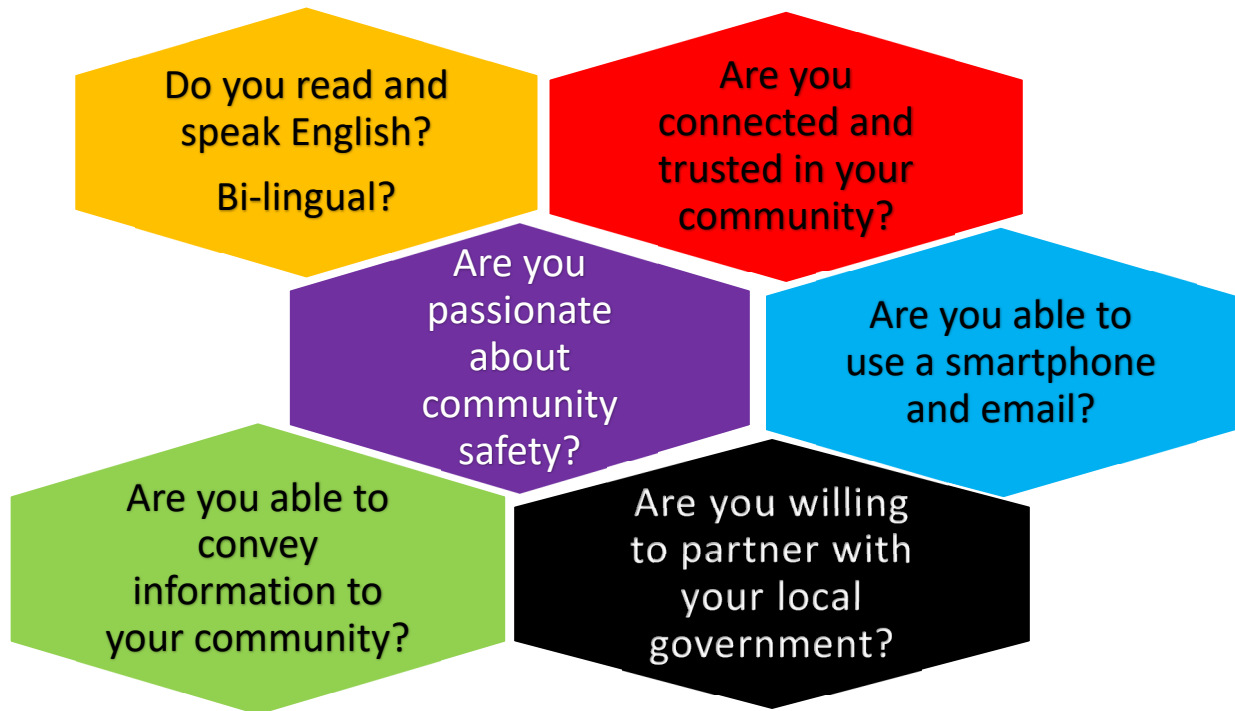 Do you read and
speak English?
Bi-lingual?
Are you
connected and
trusted in your
community?
Are you
passionate
about
community
safety?
Are you able to
use a smartphone
and email?
Are you able to
convey
information to
your community?
Are you willing
to partner with
your local
government?